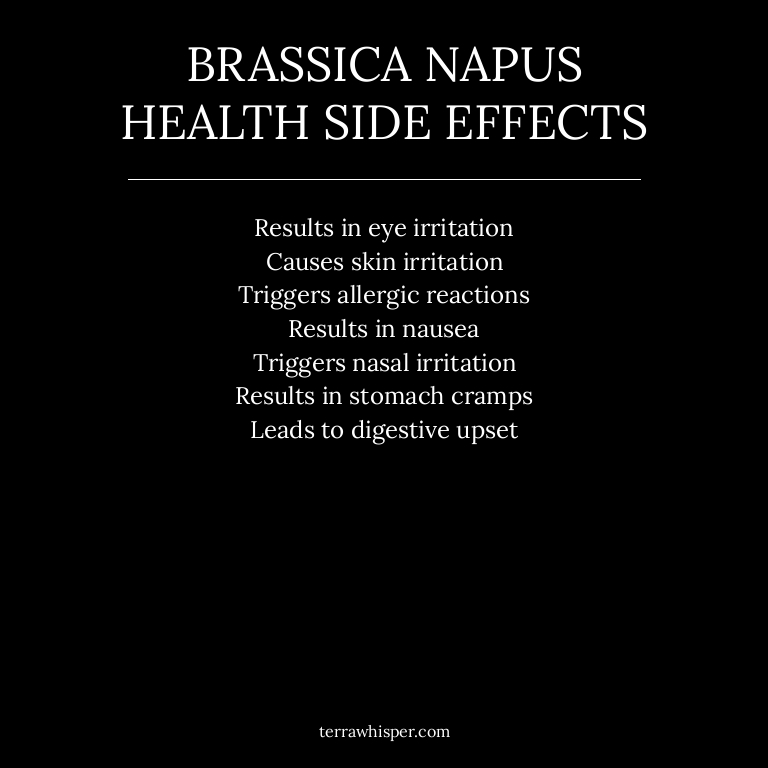 BRASSICA NAPUS
HEALTH SIDE EFFECTS
Results in eye irritation
Causes skin irritation
Triggers allergic reactions
Results in nausea
Triggers nasal irritation
Results in stomach cramps
Leads to digestive upset
terrawhisper.com